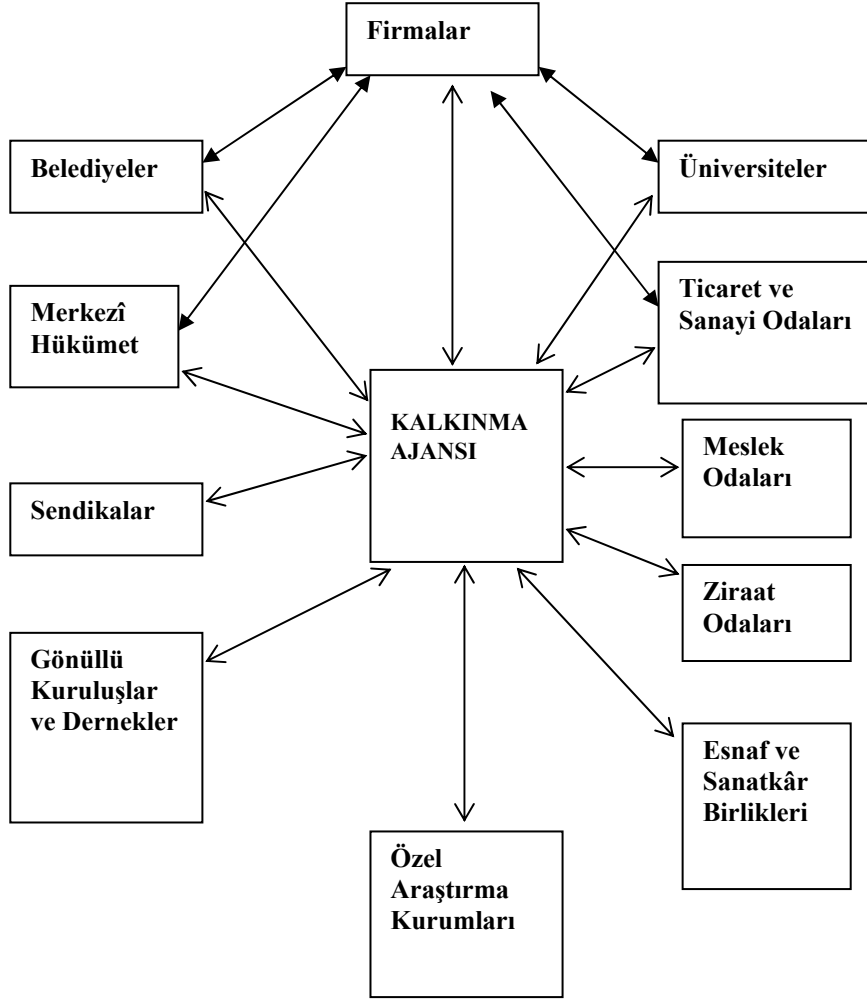 Firmalar
Belediyeler
Üniversiteler
Merkezî
Hükümet
Ticaret ve
Sanayi Odaları
KALKINMA
AJANSI
Meslek
Odaları
Sendikalar
Ziraat
Odaları
Gönüllü
Kuruluşlar
ve Dernekler
Esnaf ve
Sanatkâr
Birlikleri
Özel
Araştırma
Kurumları